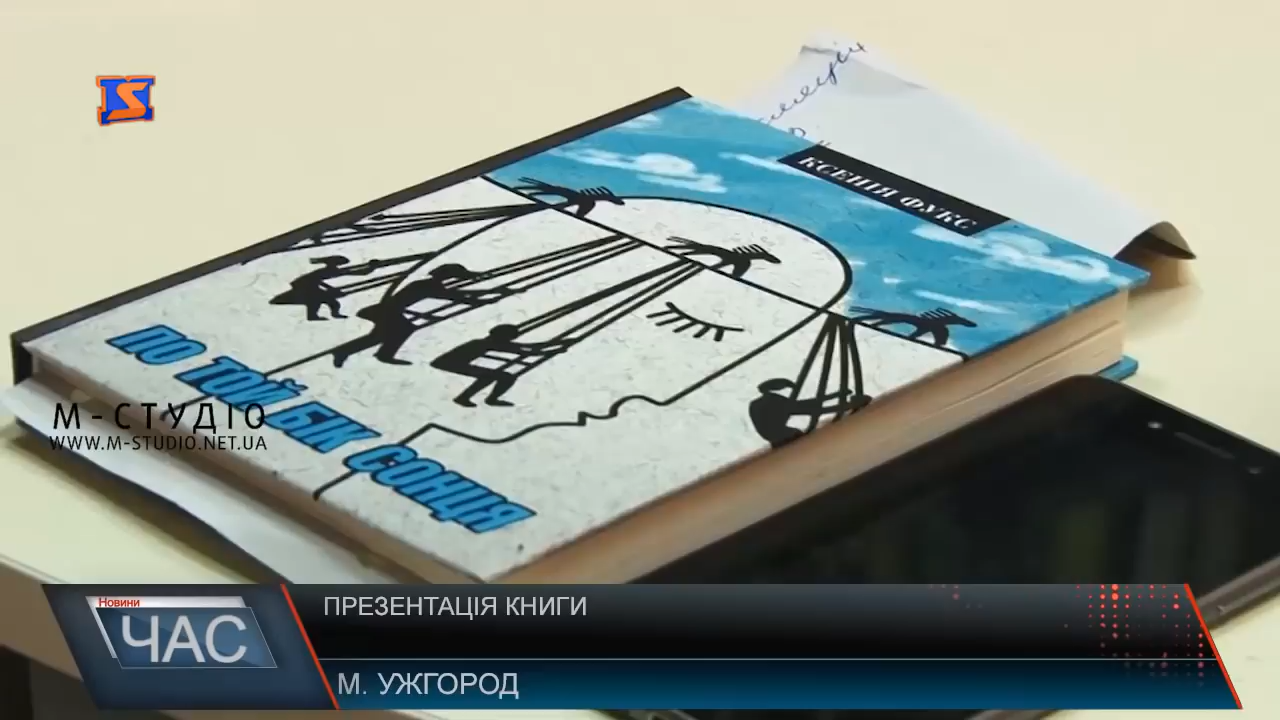 КСЕНІЯ ФУКС
ПО ТОЙ БІК СОНЦЯ
М-СТУДІО
WWW.M-STUDIO.NET.UA
Новини
ЧАС
ПРЕЗЕНТАЦІЯ КНИГИ
М. УЖГОРОД